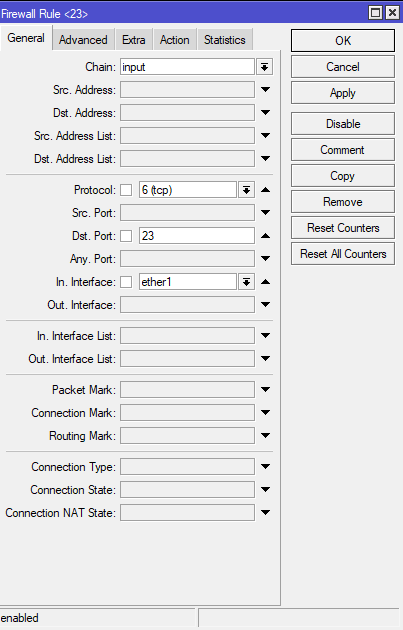 Firewall Rule <23>
General Advanced Extra Action Statistics
OK
Chain: input
Cancel
Src. Address:
Apply
Dst. Address:
Disable
Src. Address List:
Comment
Dst. Address List:
Copy
Protocol: 6 (tcp)
Remove
Src. Port:
Reset Counters
Dst. Port: 23
Reset All Counters
Any. Port:
In. Interface: ether1
Out. Interface:
In. Interface List:
Out. Interface List:
Packet Mark:
Connection Mark:
Routing Mark:
Connection Type:
Connection State:
Connection NAT State:
enabled